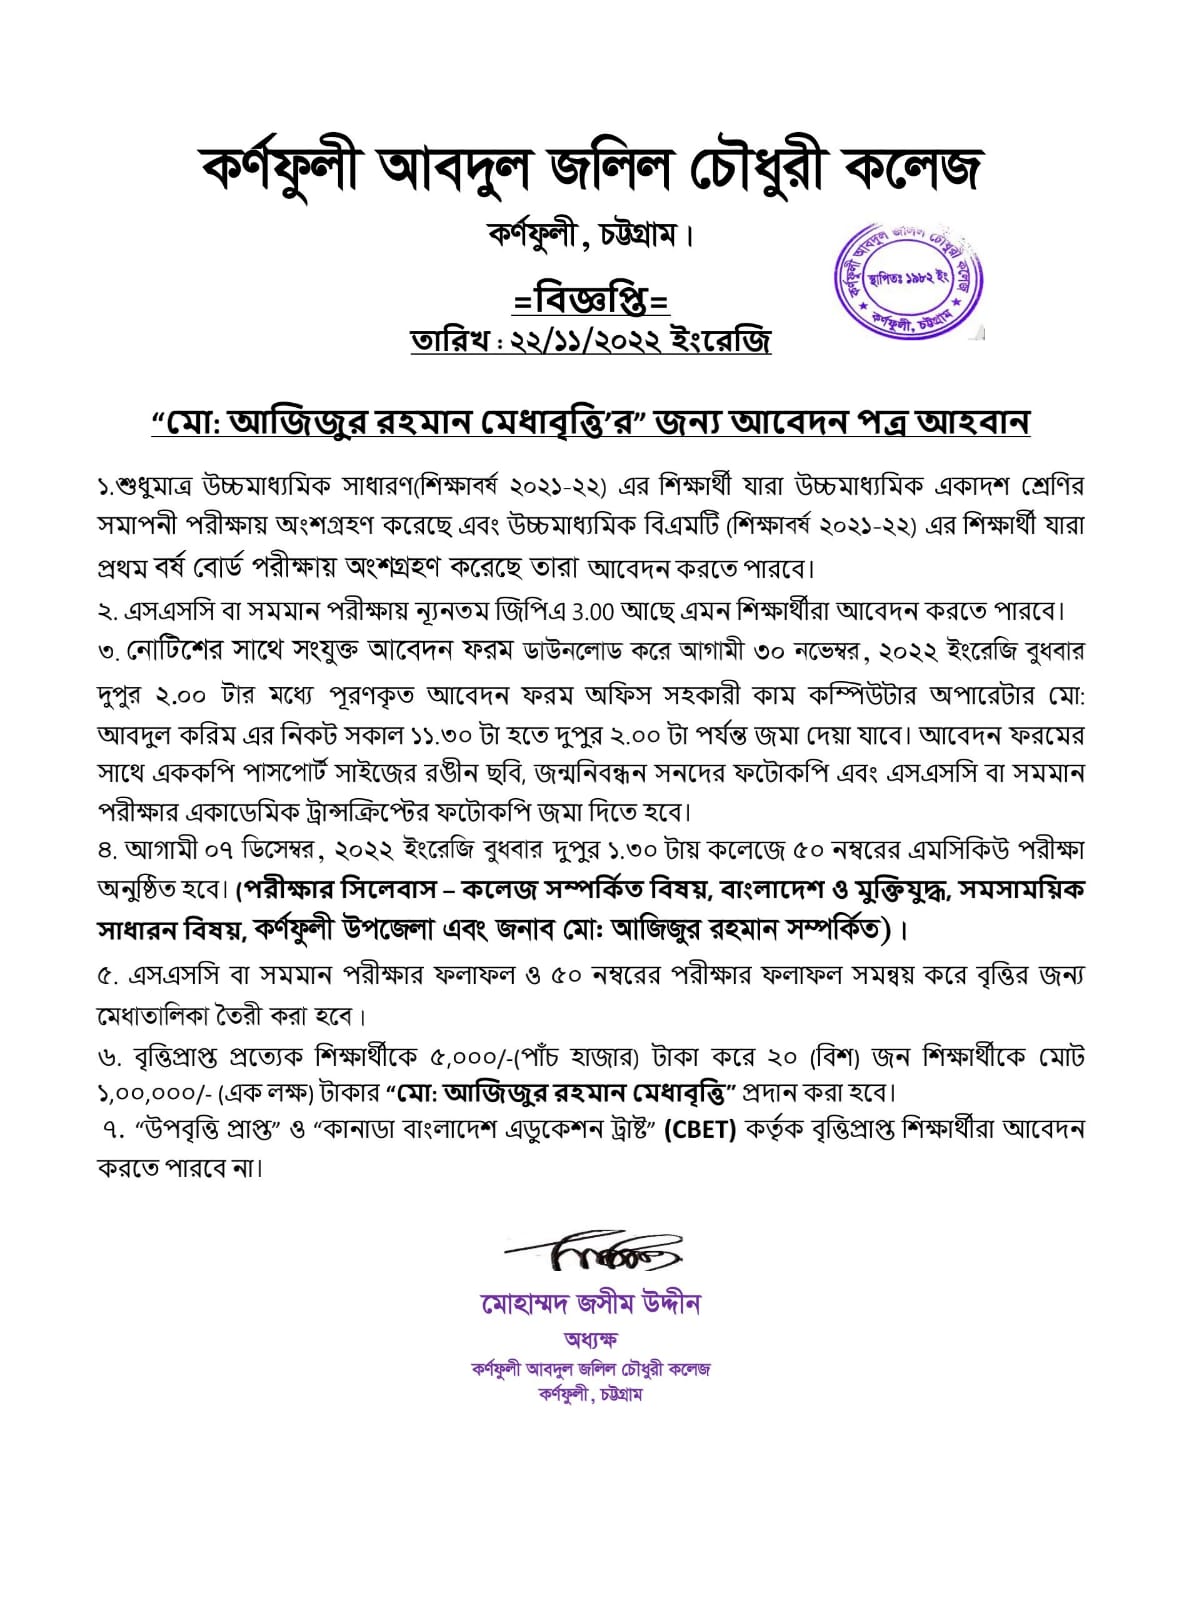 কর্ণফুলী আবদুল জলিল চৌধুরী কলেজ
কর্ণফুলী, চট্টগ্রাম।
কর্ণফুলী আবদুল জলিল চৌধুরী কলেজ
স্থাপিতঃ ১৯৮২ ইং
★ কর্ণফুলী, চট্টগ্রাম ★
=বিজ্ঞপ্তি=
তারিখ : ২২/১১/২০২২ ইংরেজি
“মো: আজিজুর রহমান মেধাবৃত্তি’র” জন্য আবেদন পত্র আহবান
১.শুধুমাত্র উচ্চমাধ্যমিক সাধারণ(শিক্ষাবর্ষ ২০২১-২২) এর শিক্ষার্থী যারা উচ্চমাধ্যমিক একাদশ শ্রেণির
সমাপনী পরীক্ষায় অংশগ্রহণ করেছে এবং উচ্চমাধ্যমিক বিএমটি (শিক্ষাবর্ষ ২০২১-২২) এর শিক্ষার্থী যারা
প্রথম বর্ষ বোর্ড পরীক্ষায় অংশগ্রহণ করেছে তারা আবেদন করতে পারবে।
২. এসএসসি বা সমমান পরীক্ষায় ন্যূনতম জিপিএ 3.00 আছে এমন শিক্ষার্থীরা আবেদন করতে পারবে।
৩. নোটিশের সাথে সংযুক্ত আবেদন ফরম ডাউনলোড করে আগামী ৩০ নভেম্বর, ২০২২ ইংরেজি বুধবার
দুপুর ২.০০ টার মধ্যে পূরণকৃত আবেদন ফরম অফিস সহকারী কাম কম্পিউটার অপারেটার মো:
আবদুল করিম এর নিকট সকাল ১১.৩০ টা হতে দুপুর ২.০০ টা পর্যন্ত জমা দেয়া যাবে। আবেদন ফরমের
সাথে এককপি পাসপোর্ট সাইজের রঙীন ছবি, জন্মনিবন্ধন সনদের ফটোকপি এবং এসএসসি বা সমমান
পরীক্ষার একাডেমিক ট্রান্সক্রিপ্টের ফটোকপি জমা দিতে হবে।
৪. আগামী ০৭ ডিসেম্বর, ২০২২ ইংরেজি বুধবার দুপুর ১.৩০ টায় কলেজে ৫০ নম্বরের এমসিকিউ পরীক্ষা
অনুষ্ঠিত হবে। (পরীক্ষার সিলেবাস – কলেজ সম্পর্কিত বিষয়, বাংলাদেশ ও মুক্তিযুদ্ধ, সমসাময়িক
সাধারন বিষয়, কর্ণফুলী উপজেলা এবং জনাব মো: আজিজুর রহমান সম্পর্কিত)।
৫. এসএসসি বা সমমান পরীক্ষার ফলাফল ও ৫০ নম্বরের পরীক্ষার ফলাফল সমন্বয় করে বৃত্তির জন্য
মেধাতালিকা তৈরী করা হবে।
৬. বৃত্তিপ্রাপ্ত প্রত্যেক শিক্ষার্থীকে ৫,০০০/-(পাঁচ হাজার) টাকা করে ২০ (বিশ) জন শিক্ষার্থীকে মোট
১,০০,০০০/- (এক লক্ষ) টাকার “মো: আজিজুর রহমান মেধাবৃত্তি” প্রদান করা হবে।
৭. “উপবৃত্তি প্রাপ্ত” ও “কানাডা বাংলাদেশ এডুকেশন ট্রাষ্ট” (CBET) কর্তৃক বৃত্তিপ্রাপ্ত শিক্ষার্থীরা আবেদন
করতে পারবে না।
মোহাম্মদ জসীম উদ্দীন
অধ্যক্ষ
কর্ণফুলী আবদুল জলিল চৌধুরী কলেজ
কর্ণফুলী, চট্টগ্রাম